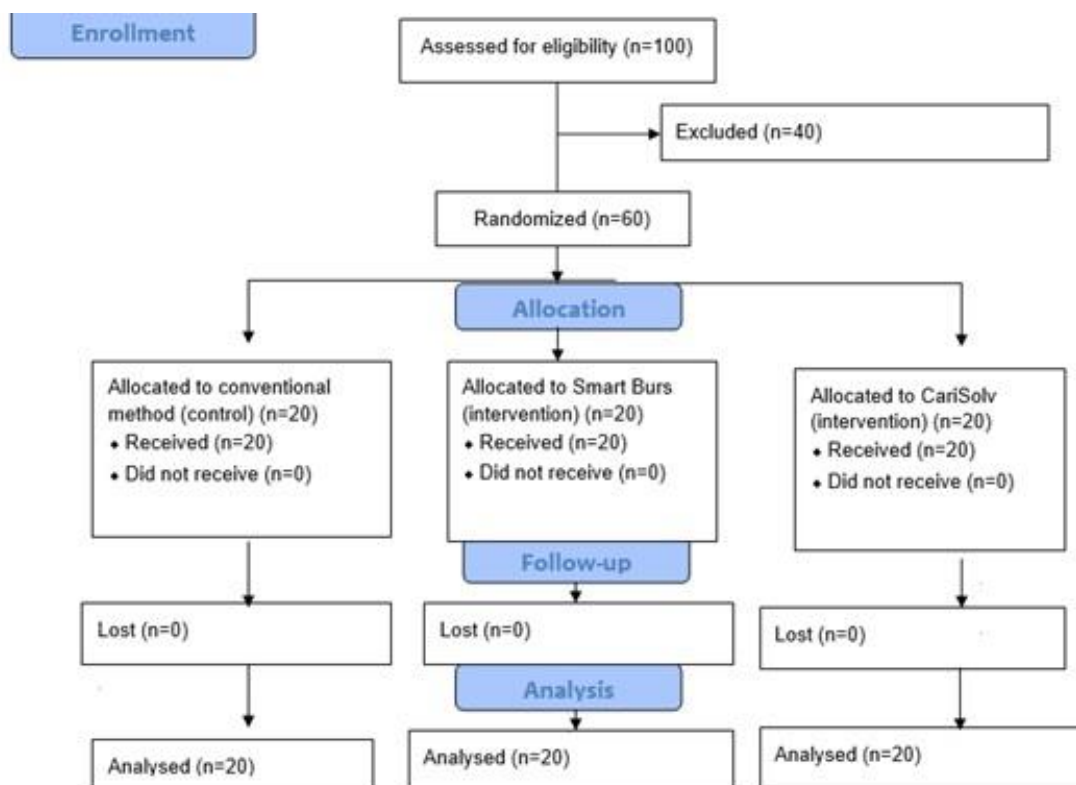 Enrollment
Assessed for eligibility (n=100)
Excluded (n=40)
Randomized (n=60)
Allocation
Allocated to conventional
method (control) (n=20)
⬥ Received (n=20)
⬥ Did not receive (n=0)
Allocated to Smart Burs
(intervention) (n=20)
⬥ Received (n=20)
⬥ Did not receive (n=0)
Allocated to CariSolv
(intervention) (n=20)
⬥ Received (n=20)
⬥ Did not receive (n=0)
Follow-up
Lost (n=0)
Lost (n=0)
Lost (n=0)
Analysis
Analysed (n=20)
Analysed (n=20)
Analysed (n=20)